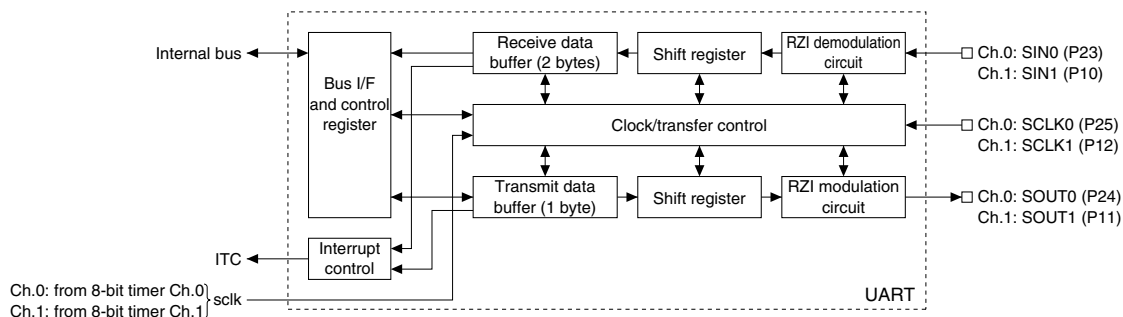 Internal bus
Bus I/F
and control
register
Receive data
buffer (2 bytes)
Shift register
RZI demodulation
circuit
Ch.0: SIN0 (P23)
Ch.1: SIN1 (P10)
Clock/transfer control
Ch.0: SCLK0 (P25)
Ch.1: SCLK1 (P12)
Transmit data
buffer (1 byte)
Shift register
RZI modulation
circuit
Ch.0: SOUT0 (P24)
Ch.1: SOUT1 (P11)
ITC
Interrupt
control
Ch.0: from 8-bit timer Ch.0
Ch.1: from 8-bit timer Ch.1
sclk
UART